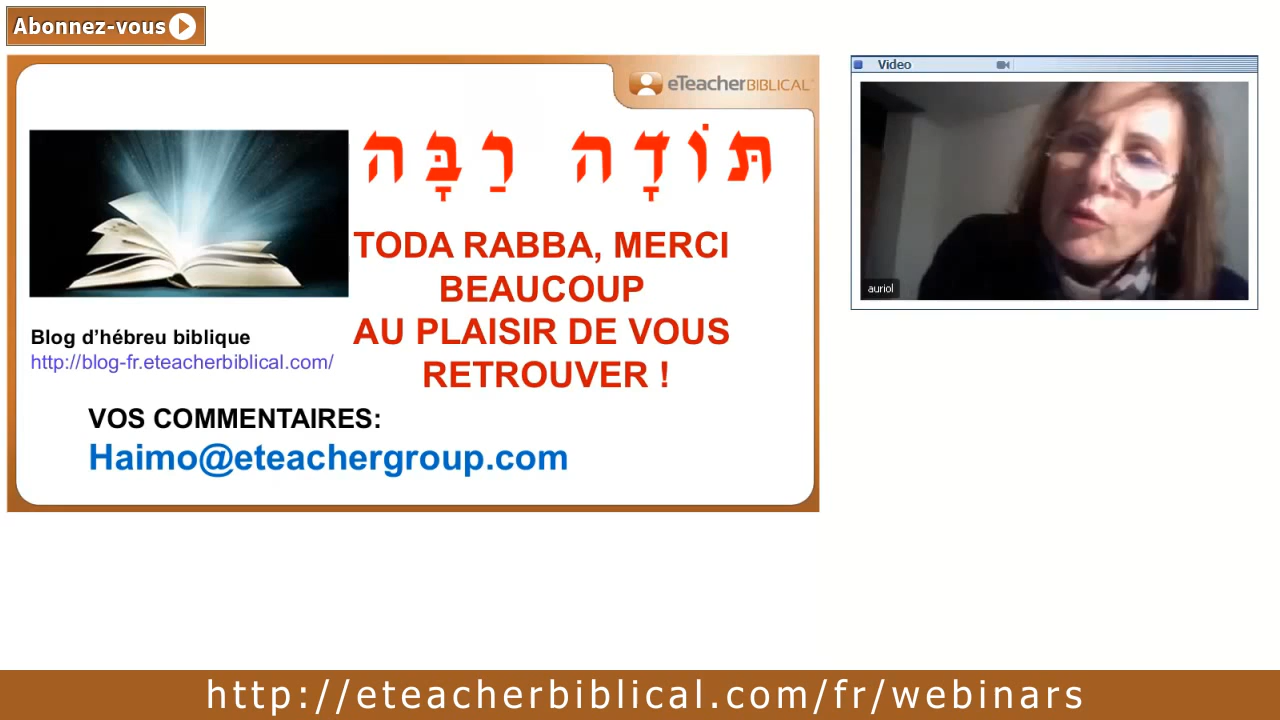 Abonnez-vous
eTeacherBIBLICAL
Video
תּוֹדָה רַבָּה
TODA RABBA, MERCI
BEAUCOUP
AU PLAISIR DE VOUS
RETROUVER !
auriol
Blog d’hébreu biblique
http://blog-fr.eteacherbiblical.com/
VOS COMMENTAIRES:
Haimo@eteachergroup.com
http://eteacherbiblical.com/fr/webinars